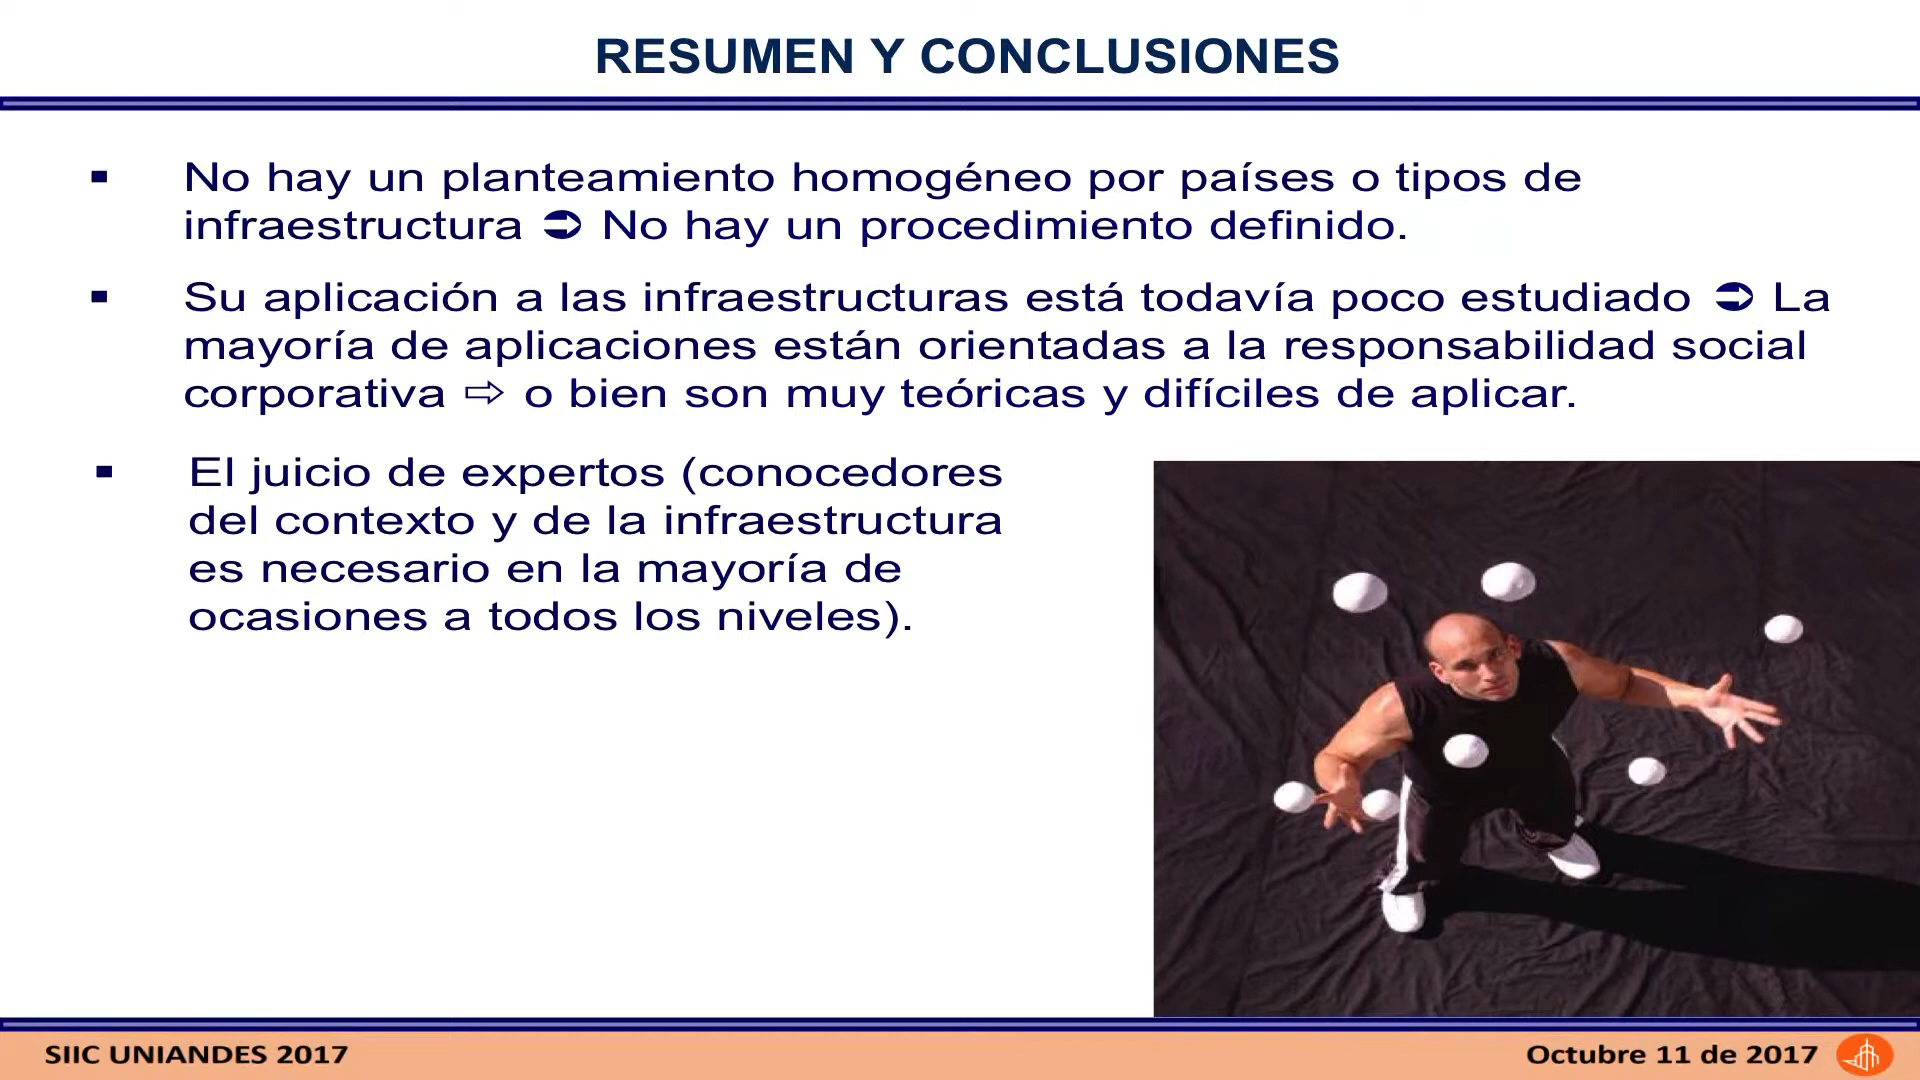 RESUMEN Y CONCLUSIONES
▪ No hay un planteamiento homogéneo por países o tipos de
infraestructura ➲ No hay un procedimiento definido.
▪ Su aplicación a las infraestructuras está todavía poco estudiado ➲ La
mayoría de aplicaciones están orientadas a la responsabilidad social
corporativa ⇨ o bien son muy teóricas y difíciles de aplicar.
▪ El juicio de expertos (conocedores
del contexto y de la infraestructura
es necesario en la mayoría de
ocasiones a todos los niveles).
SIIC UNIANDES 2017
Octubre 11 de 2017